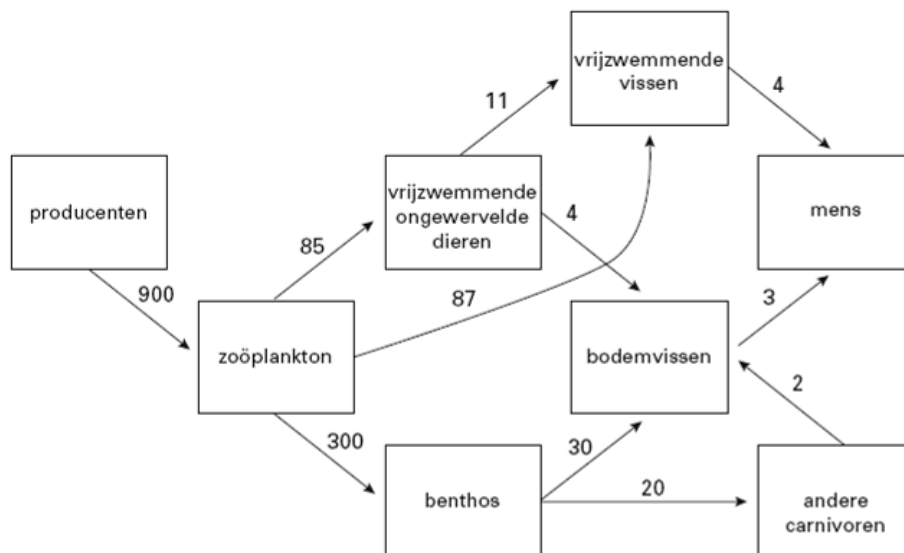 vrijzwemmende
vissen
11
4
producenten
vrijzwemmende
ongewervelde
dieren
mens
4
85
900
87
3
zoöplankton
bodemvissen
2
300
30
benthos
20
andere
carnivoren